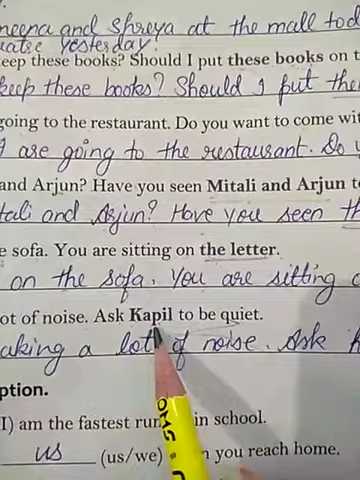 meena and Shreya at the mall tod
yesterday.
eep these books? Should I put these books on t
keep these books? Should I put the
going to the restaurant. Do you want to come wit
I are going to the restaurant. Do y
and Arjun? Have you seen Mitali and Arjun to
tali and Arjun? Have you seen th
e sofa. You are sitting on the letter.
on the sofa. You are sitting o
ot of noise. Ask Kapil to be quiet.
aking a lot of noise. Ask h
ption.
I) am the fastest run in school.
us (us/we) n you reach home.